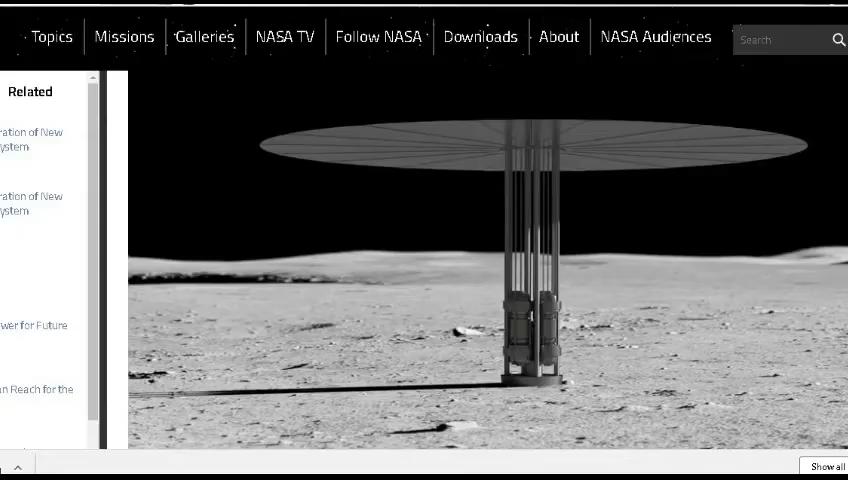 Topics
Missions
Galleries
NASA TV
Follow NASA
Downloads
About
NASA Audiences
Search
Related
ration of New
ystem
ration of New
ystem
wer for Future
n Reach for the
Show all